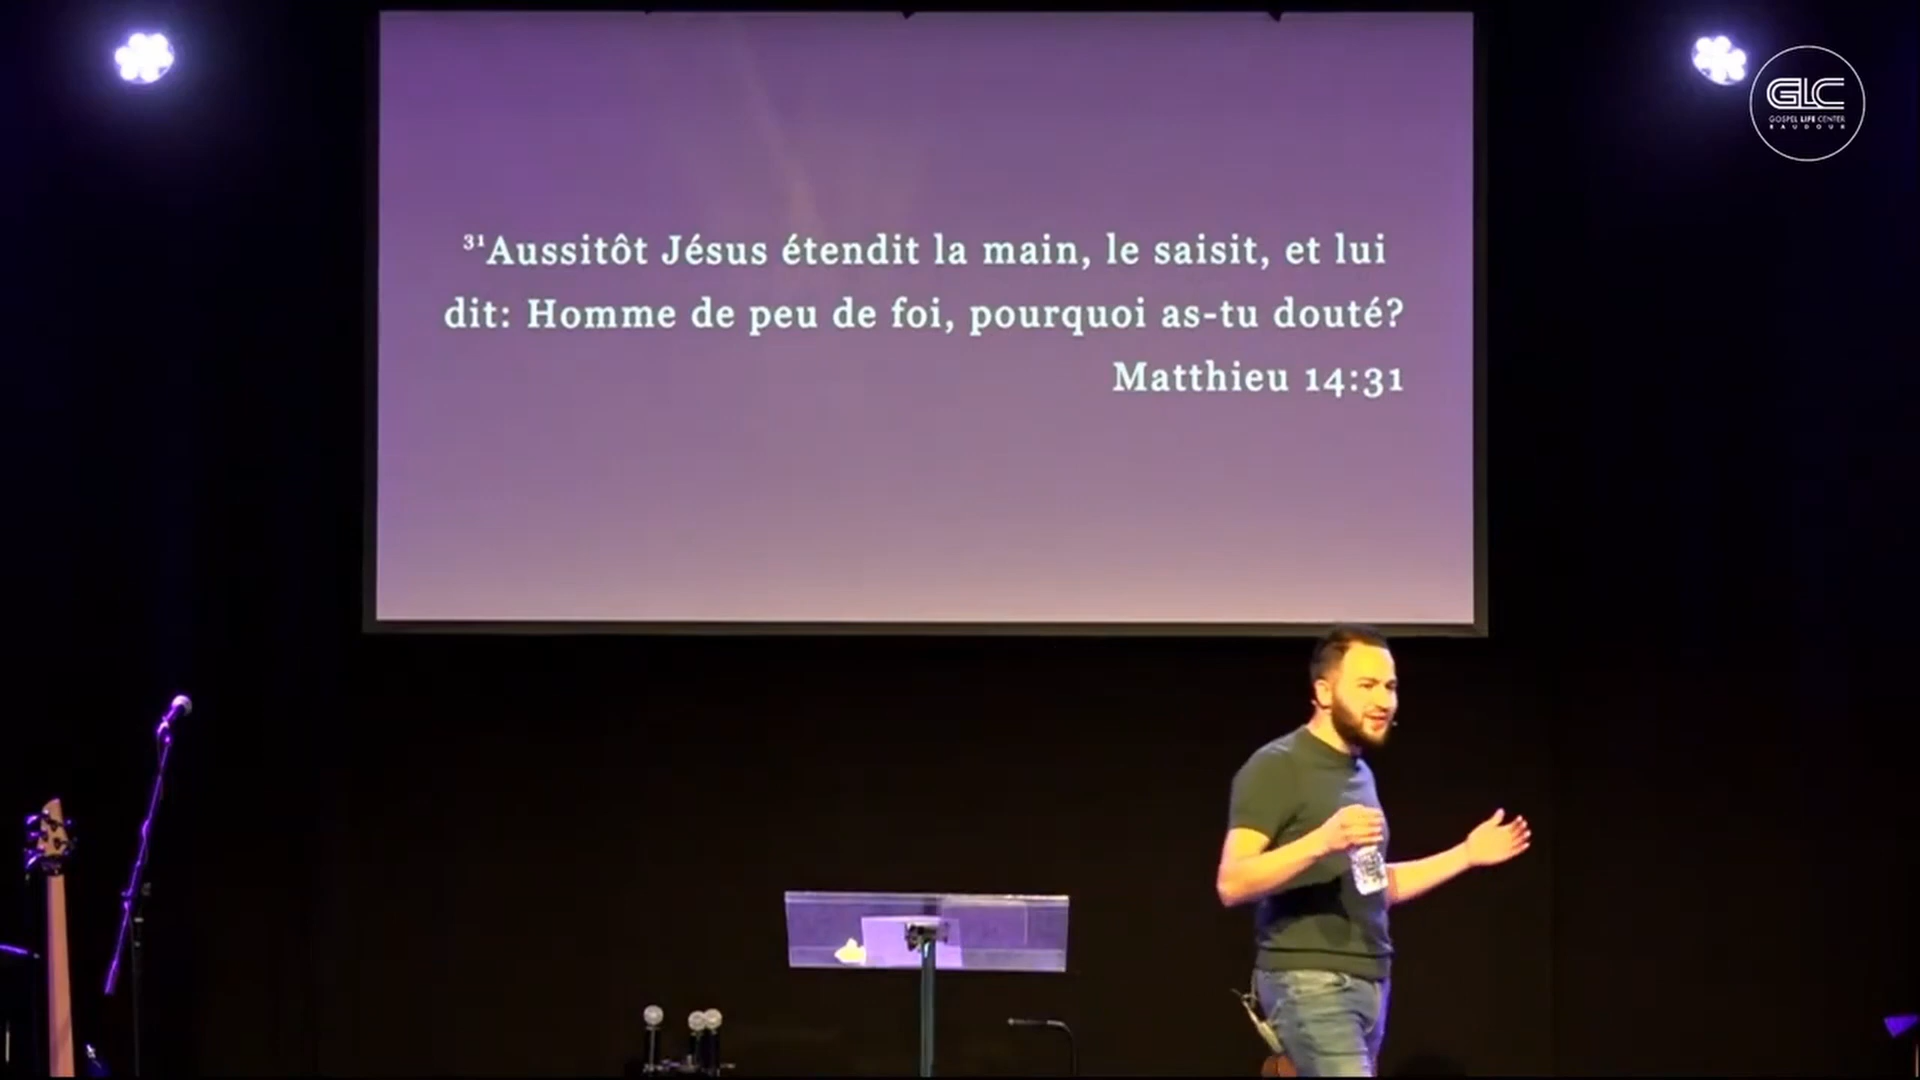 ³¹Aussitôt Jésus étendit la main, le saisit, et lui
dit: Homme de peu de foi, pourquoi as-tu douté?
Matthieu 14:31
GLC
GOSPEL LIFE CENTER
BAUDOUR